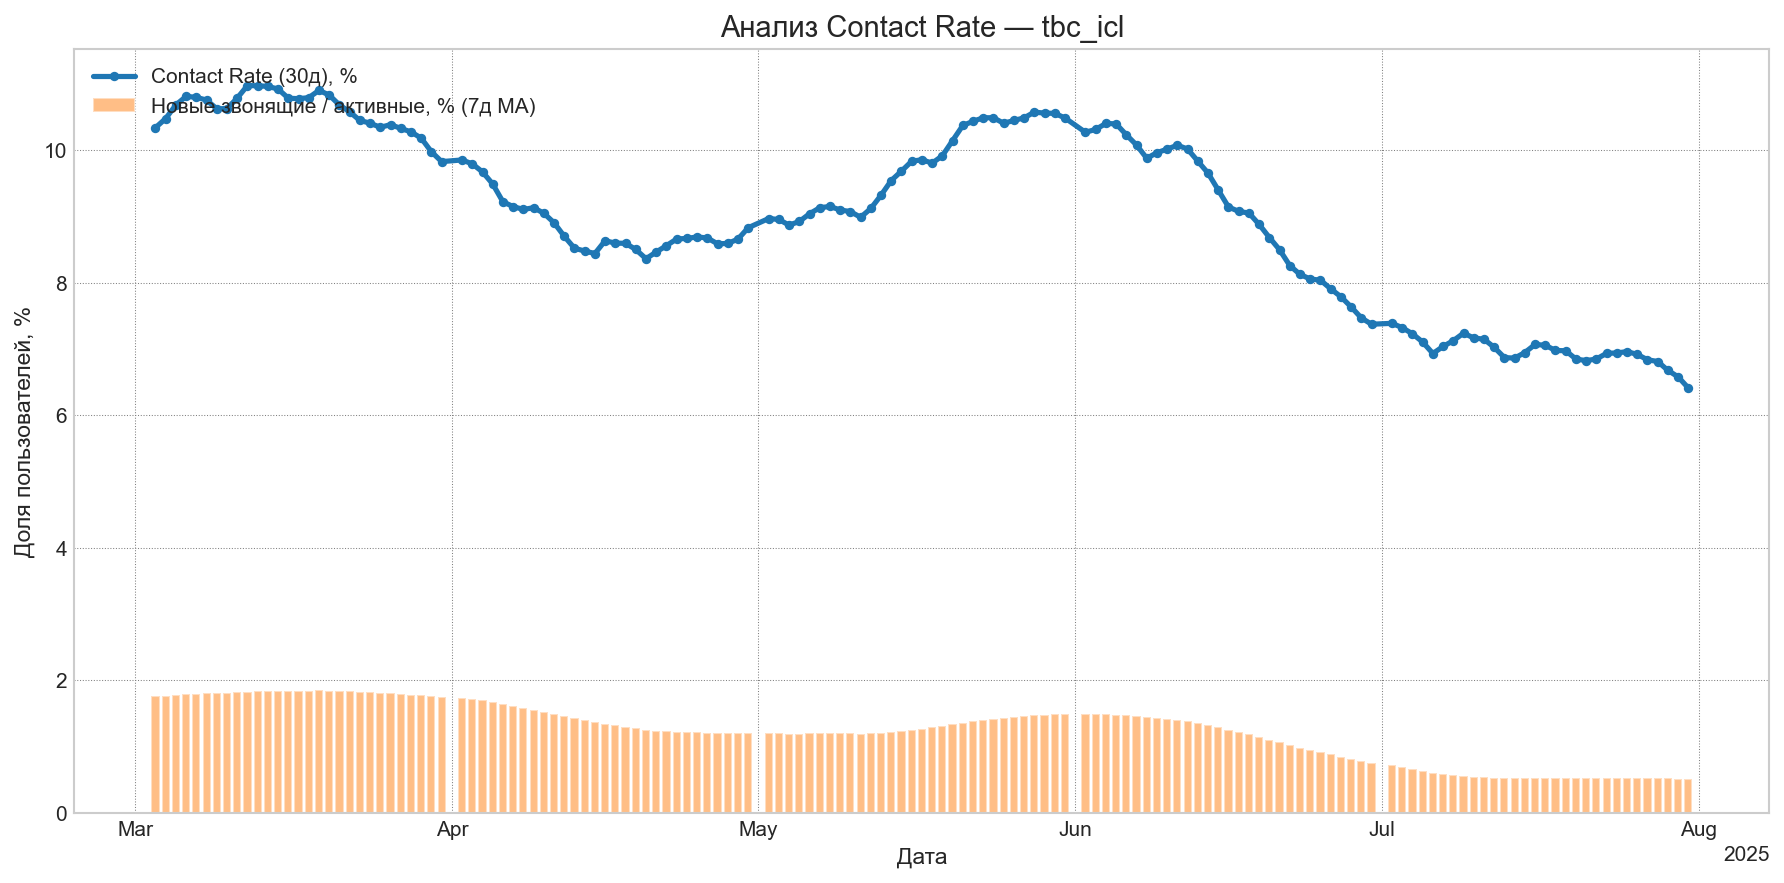 Анализ Contact Rate — tbc_icl
Contact Rate (30д), %
Новые звонящие / активные, % (7д MA)
Доля пользователей, %
10
8
6
4
2
0
Mar Apr May Jun Jul Aug
Дата
2025